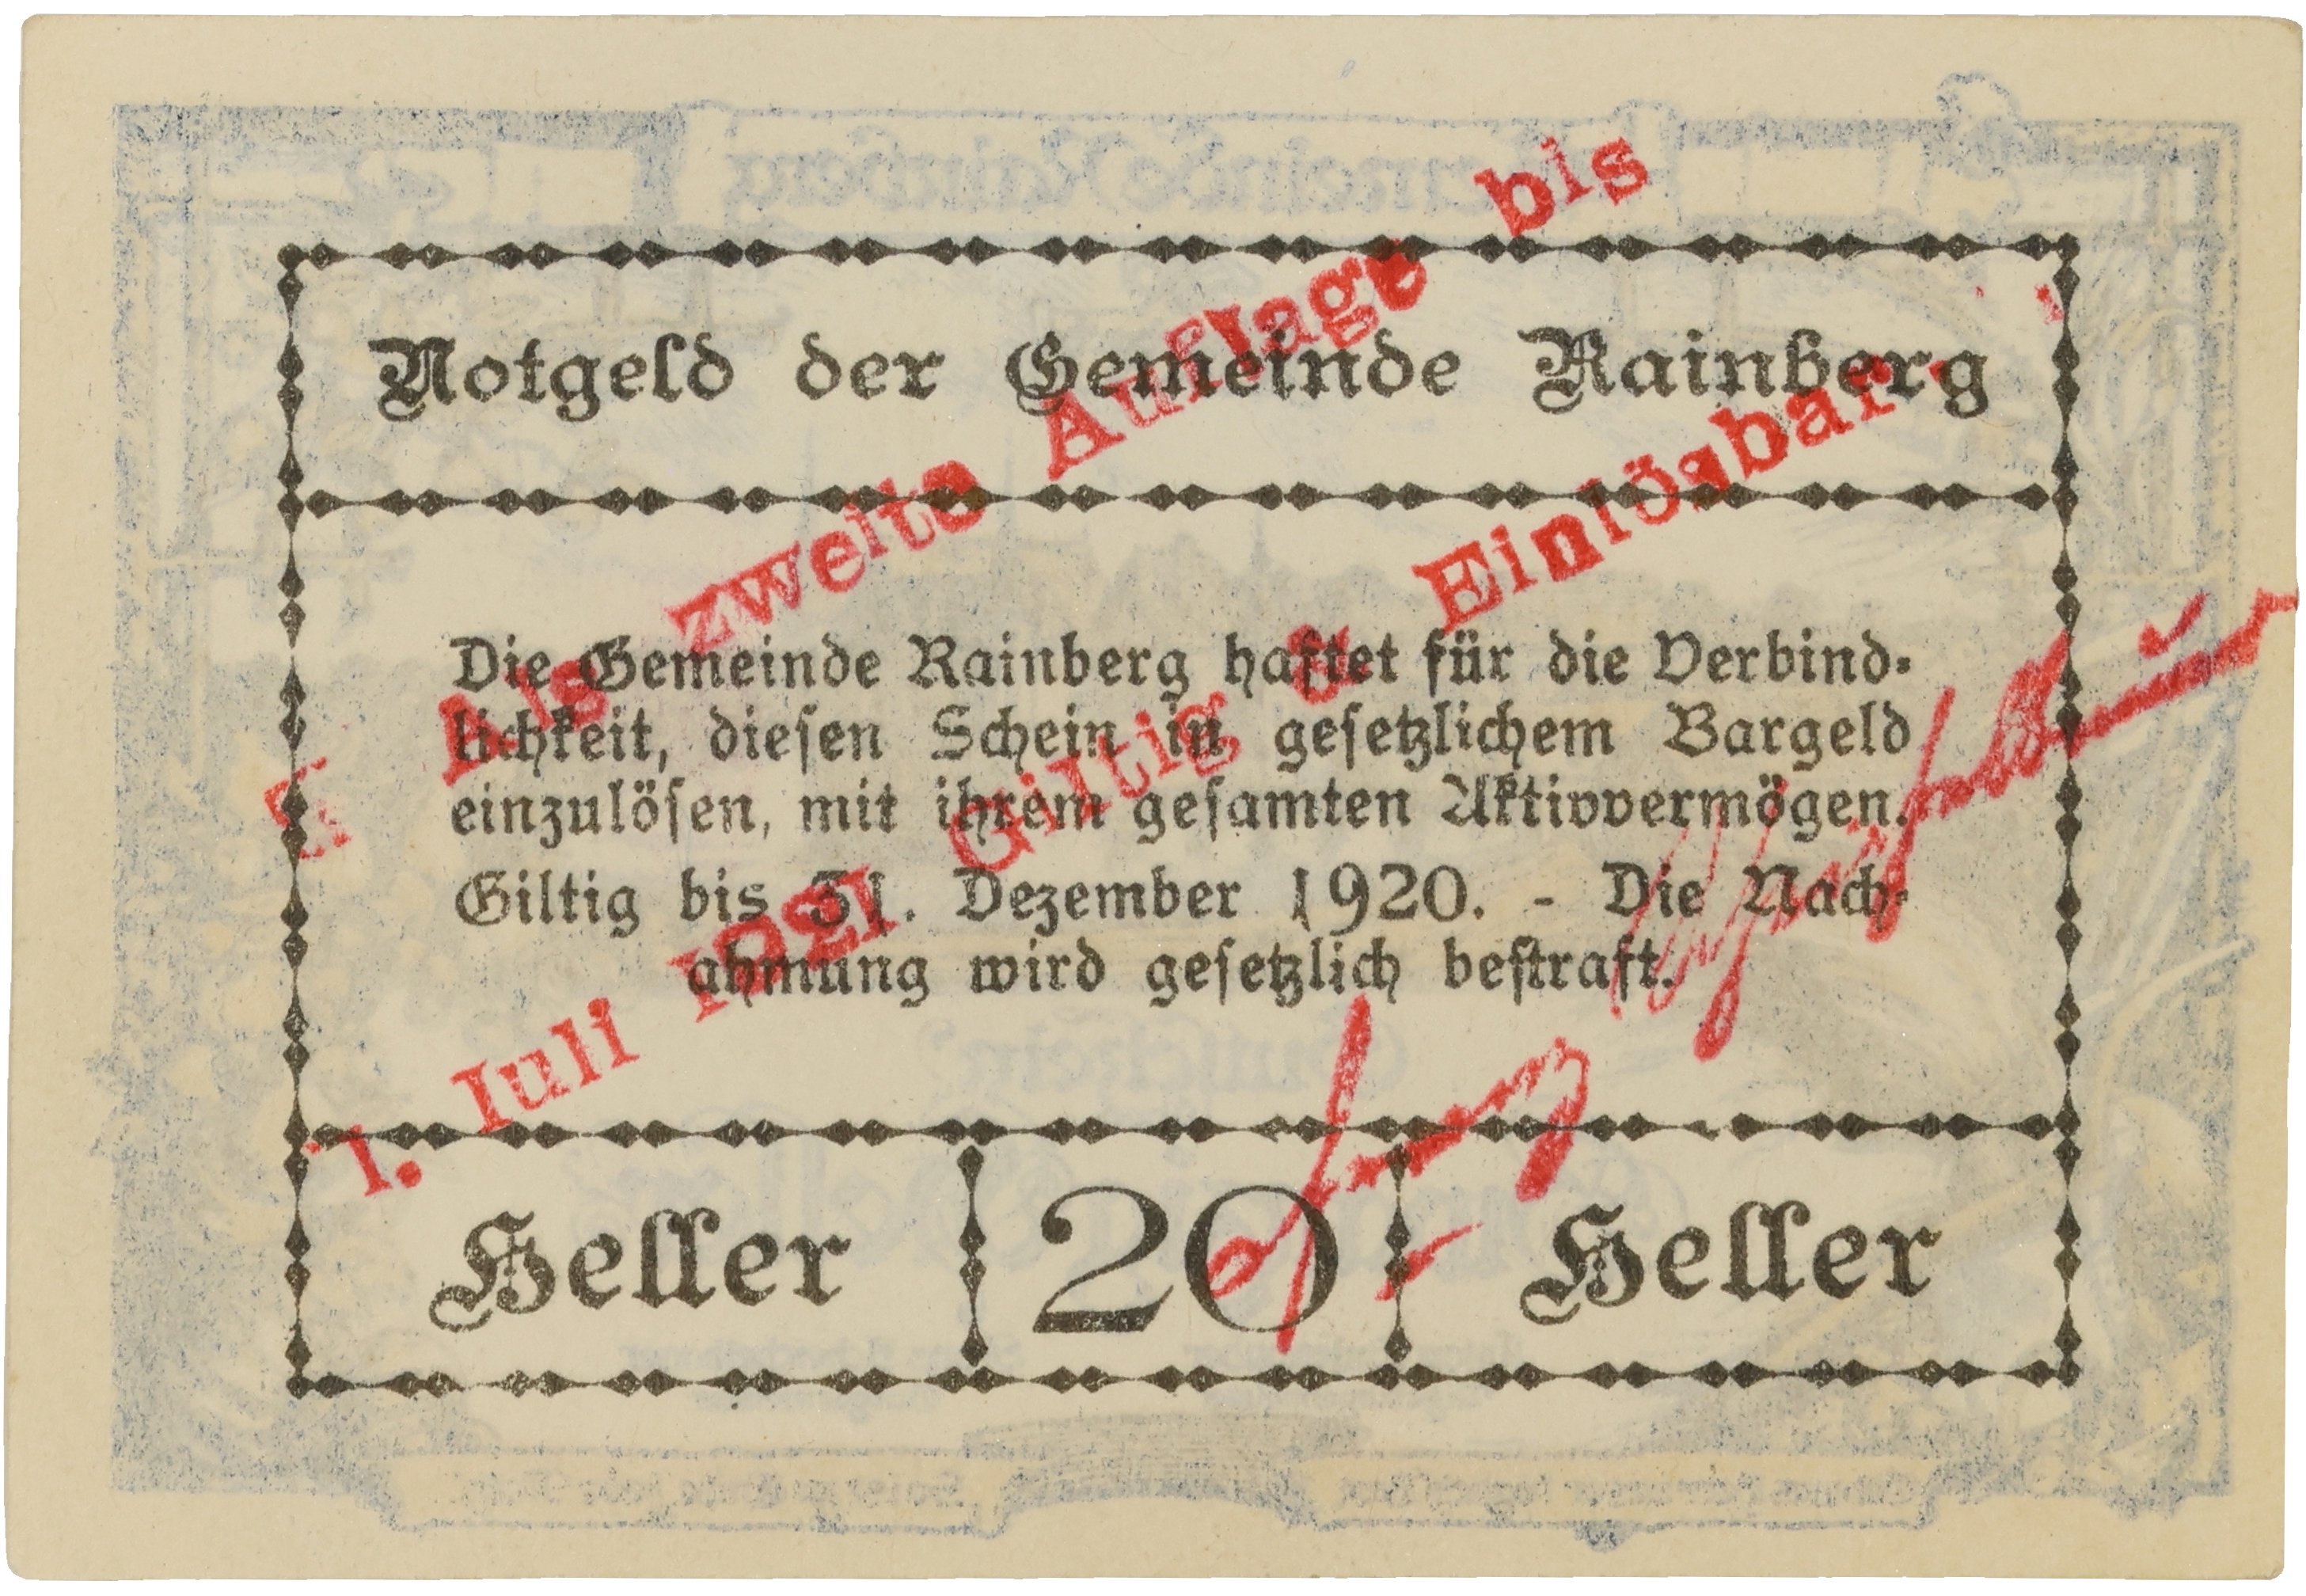 Notgeld der Gemeinde Rainberg
Die Gemeinde Rainberg haftet für die Verbind-
lichkeit, diesen Schein in gesetzlichem Bargeld
einzulösen, mit ihrem gesamten Aktivvermögen.
Giltig bis 31. Dezember 1920. - Die Nach-
ahmung wird gesetzlich bestraft.
Heller 20 Heller
Als zweite Auflage bis
1. Iuli 1921 Giltig & Einlösbar.